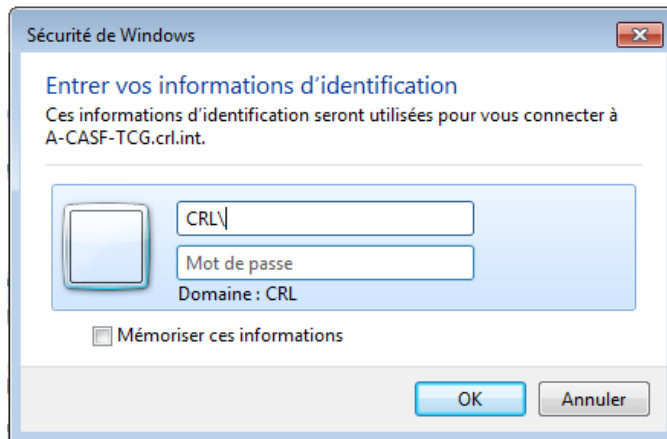 Sécurité de Windows
Entrer vos informations d'identification
Ces informations d'identification seront utilisées pour vous connecter à
A-CASF-TCG.crl.int.
CRL\
Mot de passe
Domaine : CRL
Mémoriser ces informations
OK
Annuler